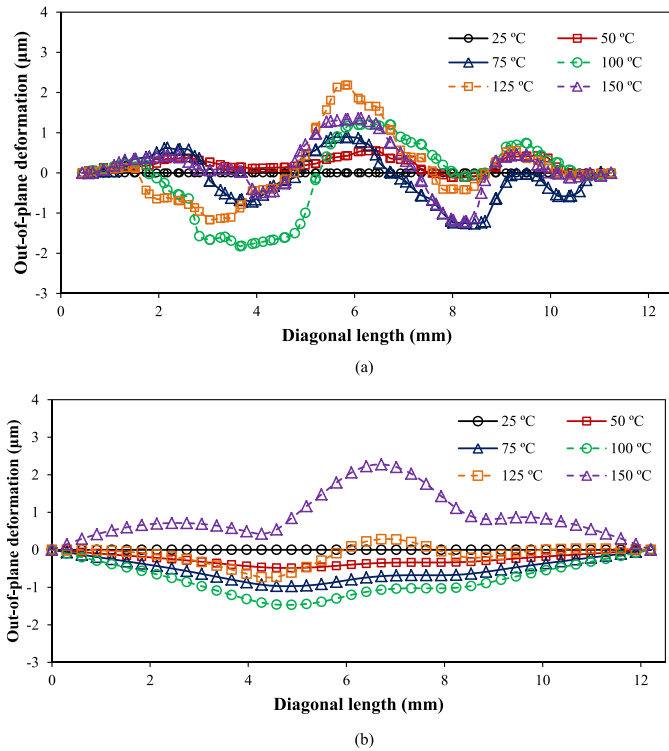 4
3
2
1
0
-1
-2
-3
Out-of-plane deformation (μm)
25 ºC
50 ºC
75 ºC
100 ºC
125 ºC
150 ºC
0 2 4 6 8 10 12
Diagonal length (mm)
(a)
4
3
2
1
0
-1
-2
-3
Out-of-plane deformation (μm)
25 ºC
50 ºC
75 ºC
100 ºC
125 ºC
150 ºC
0 2 4 6 8 10 12
Diagonal length (mm)
(b)